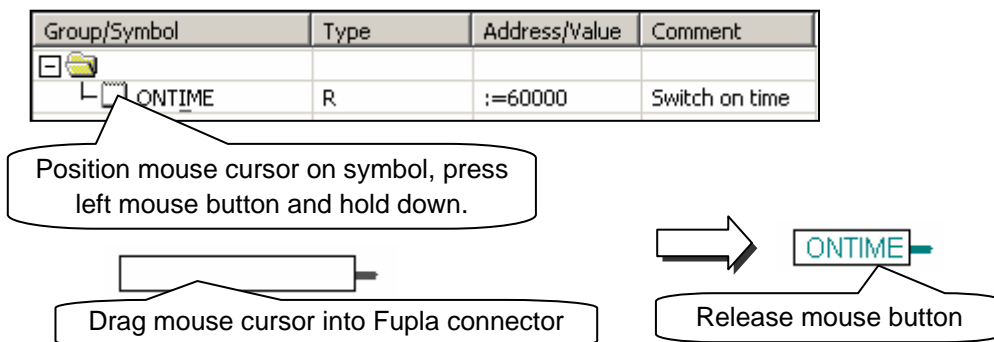 Group/Symbol Type Address/Value Comment
ONTIME R :=60000 Switch on time
Position mouse cursor on symbol, press
left mouse button and hold down.
ONTIME
Drag mouse cursor into Fupla connector
Release mouse button